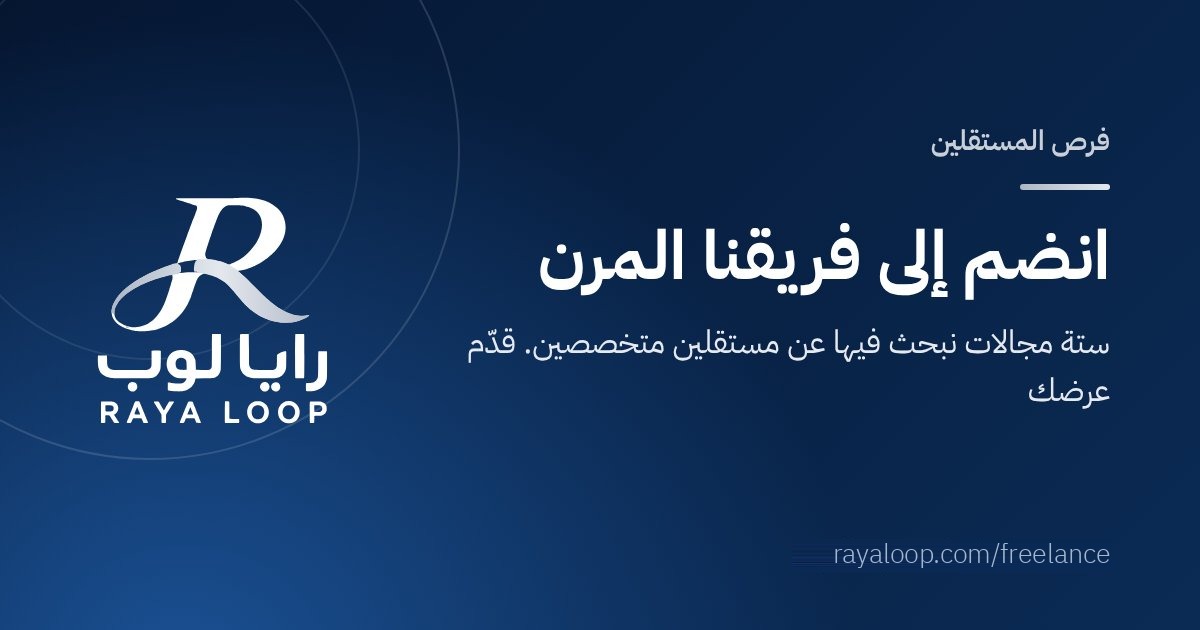 فرص المستقلين
انضم إلى فريقنا المرن
ستة مجالات نبحث فيها عن مستقلين متخصصين. قدّم
عرضك
rayaloop.com/freelance
رايا لوب
RAYA LOOP